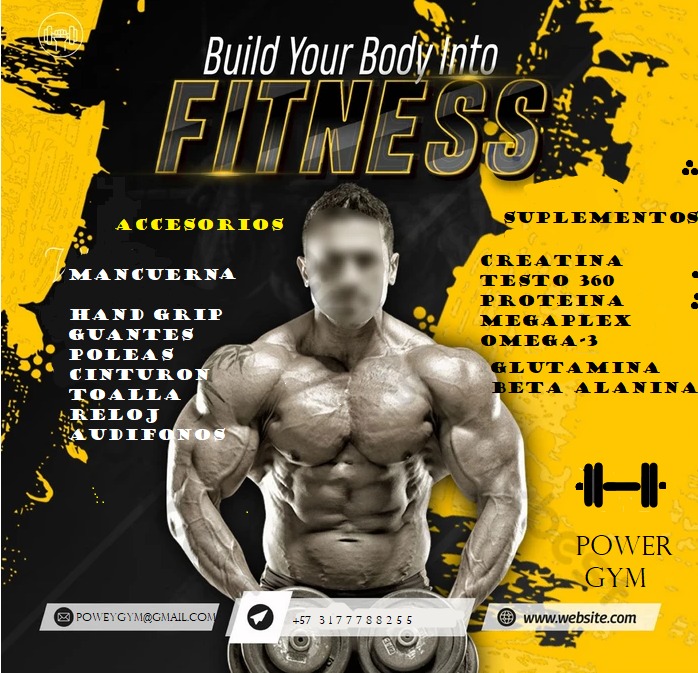 Build Your Body Into
FITNESS
ACCESORIOS
MANCUERNA
HAND GRIP
GUANTES
POLEAS
CINTURON
TOALLA
RELOJ
AUDIFONOS
SUPLEMENTOS
CREATINA
TESTO 360
PROTEINA
MEGAPLEX
OMEGA-3
GLUTAMINA
BETA ALANINA
POWER
GYM
POWEYGYM@GMAIL.COM
+57 3177788255
www.website.com